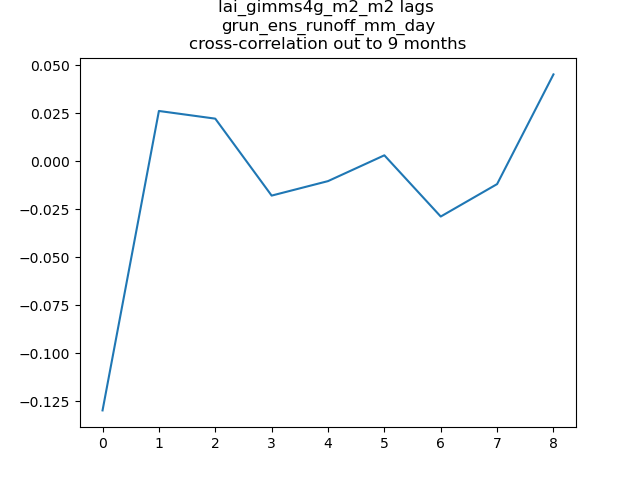 lai_gimms4g_m2_m2 lags
grun_ens_runoff_mm_day
cross-correlation out to 9 months
0.050
0.025
0.000
−0.025
−0.050
−0.075
−0.100
−0.125
0 1 2 3 4 5 6 7 8